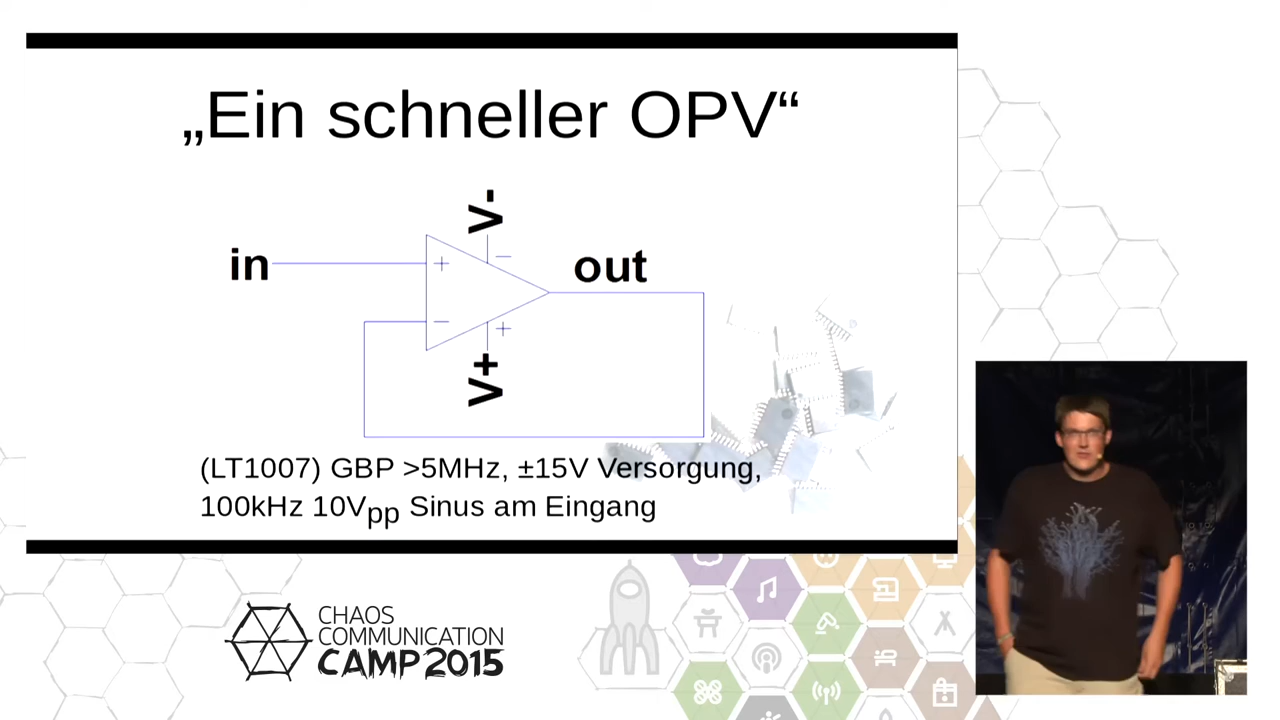 „Ein schneller OPV“
V-
in
+
−
out
−
+
V+
(LT1007) GBP >5MHz, ±15V Versorgung,
100kHz 10Vpp Sinus am Eingang
CHAOS
COMMUNICATION
CAMP 2015